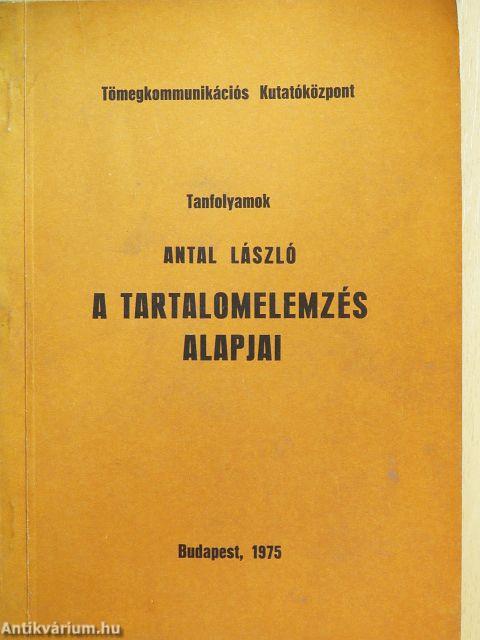 Tömegkommunikációs Kutatóközpont
Tanfolyamok
ANTAL LÁSZLÓ
A TARTALOMELEMZÉS
ALAPJAI
Budapest, 1975
Antikvárium.hu